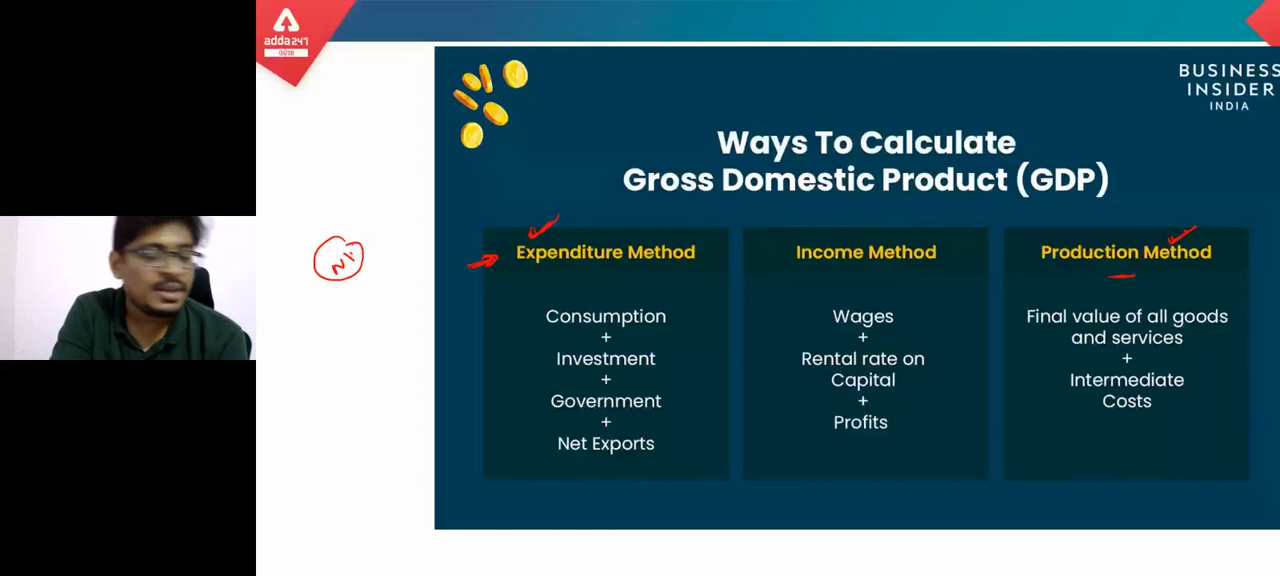 adda247
ଓଡ଼ିଆ
BUSINESS
INSIDER
INDIA
Ways To Calculate
Gross Domestic Product (GDP)
Expenditure Method
Consumption
+
Investment
+
Government
+
Net Exports
Income Method
Wages
+
Rental rate on
Capital
+
Profits
Production Method
Final value of all goods
and services
+
Intermediate
Costs